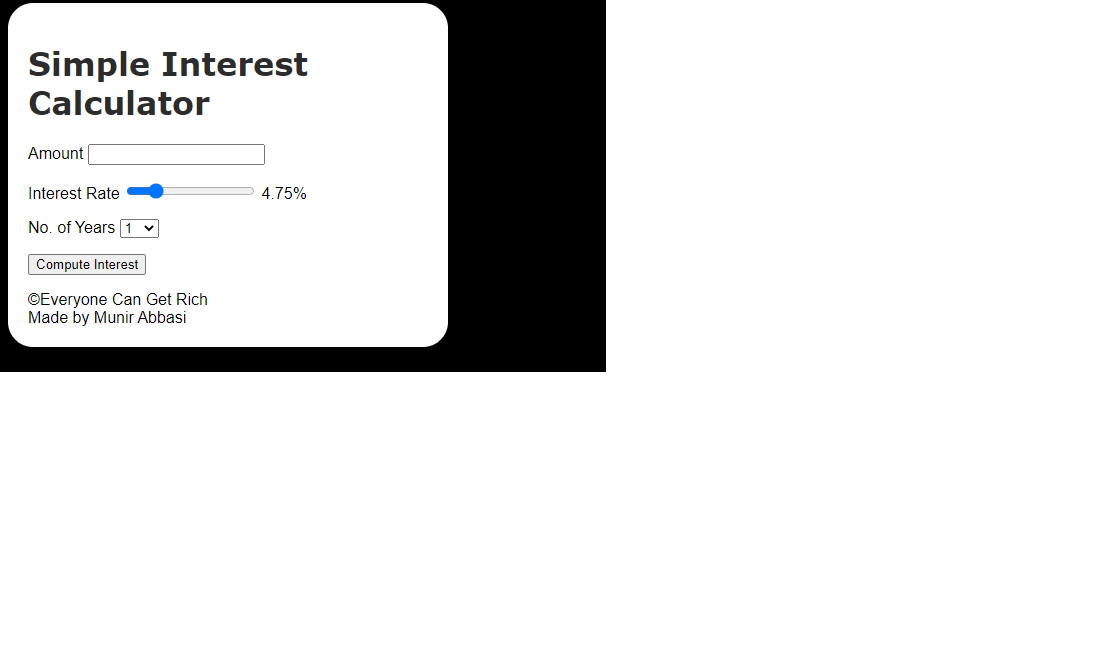 Simple Interest
Calculator
Amount
Interest Rate 4.75%
No. of Years 1
Compute Interest
©Everyone Can Get Rich
Made by Munir Abbasi